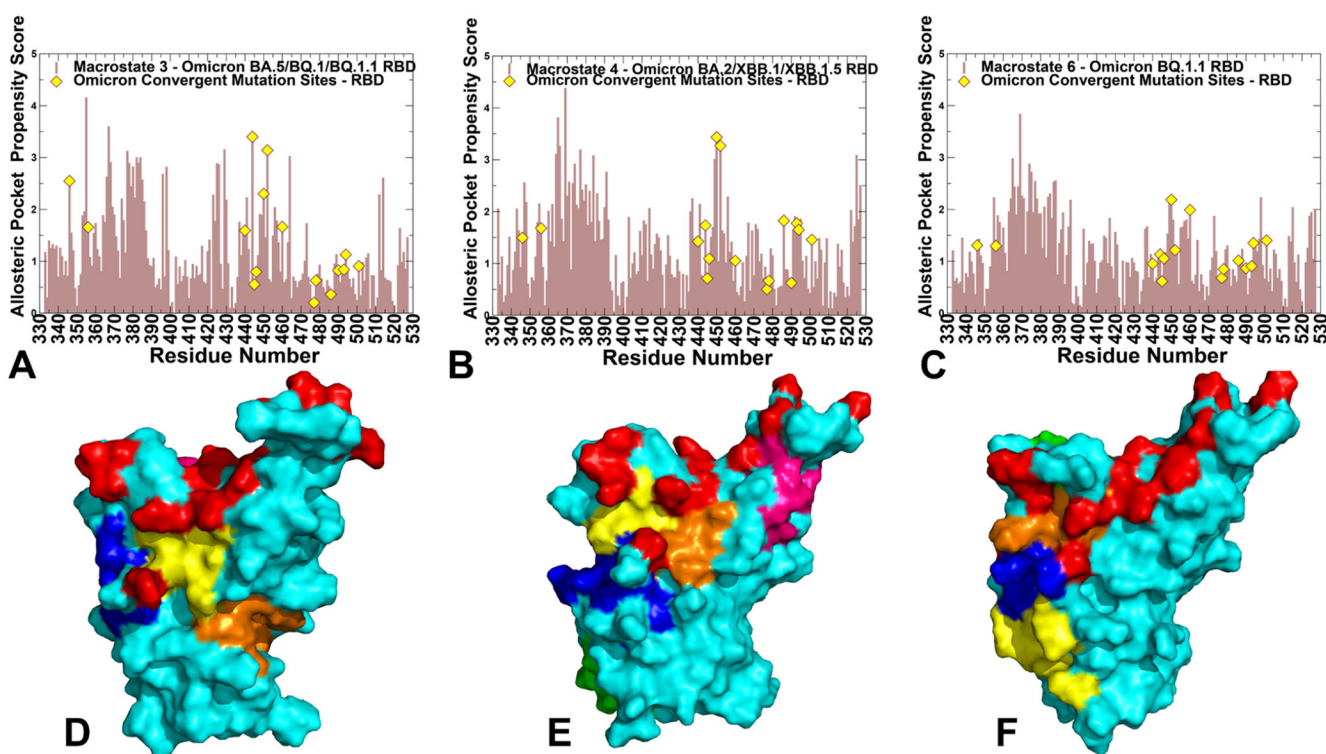 Allosteric Pocket Propensity Score
5
4
3
2
1
0
Macrostate 3 - Omicron BA.5/BQ.1/BQ.1.1 RBD
Omicron Convergent Mutation Sites - RBD
330 340 350 360 370 380 390 400 410 420 430 440 450 460 470 480 490 500 510 520 530
Residue Number
A
Allosteric Pocket Propensity Score
5
4
3
2
1
0
Macrostate 4 - Omicron BA.2/XBB.1/XBB.1.5 RBD
Omicron Convergent Mutation Sites - RBD
330 340 350 360 370 380 390 400 410 420 430 440 450 460 470 480 490 500 510 520 530
Residue Number
B
Allosteric Pocket Propensity Score
5
4
3
2
1
0
Macrostate 6 - Omicron BQ.1.1 RBD
Omicron Convergent Mutation Sites - RBD
330 340 350 360 370 380 390 400 410 420 430 440 450 460 470 480 490 500 510 520 530
Residue Number
C
D
E
F